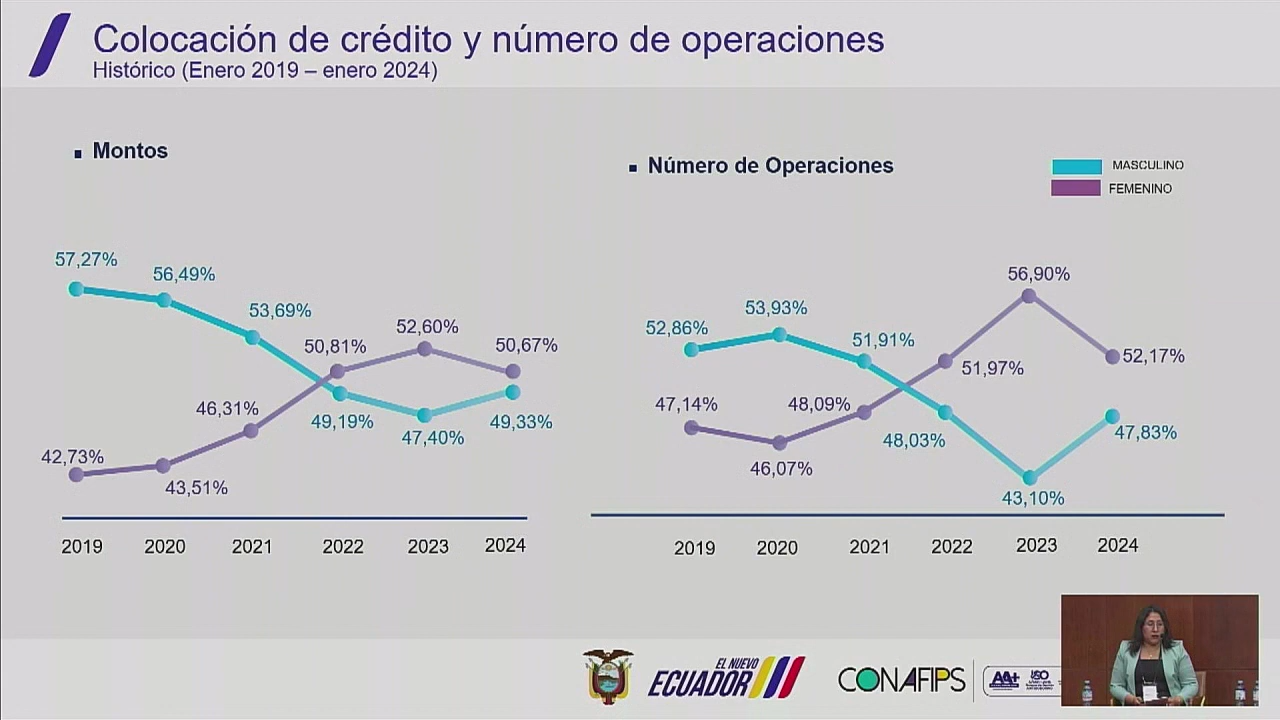 Colocación de crédito y número de operaciones
Histórico (Enero 2019 – enero 2024)
Montos
57,27%
56,49%
53,69%
50,81%
52,60%
50,67%
46,31%
49,19%
47,40%
49,33%
42,73%
43,51%
2019 2020 2021 2022 2023 2024
Número de Operaciones
MASCULINO
FEMENINO
56,90%
52,86%
53,93%
51,91%
51,97%
52,17%
47,14%
48,09%
48,03%
47,83%
46,07%
43,10%
2019 2020 2021 2022 2023 2024
EL NUEVO
ECUADOR
CONAFIPS
AA+